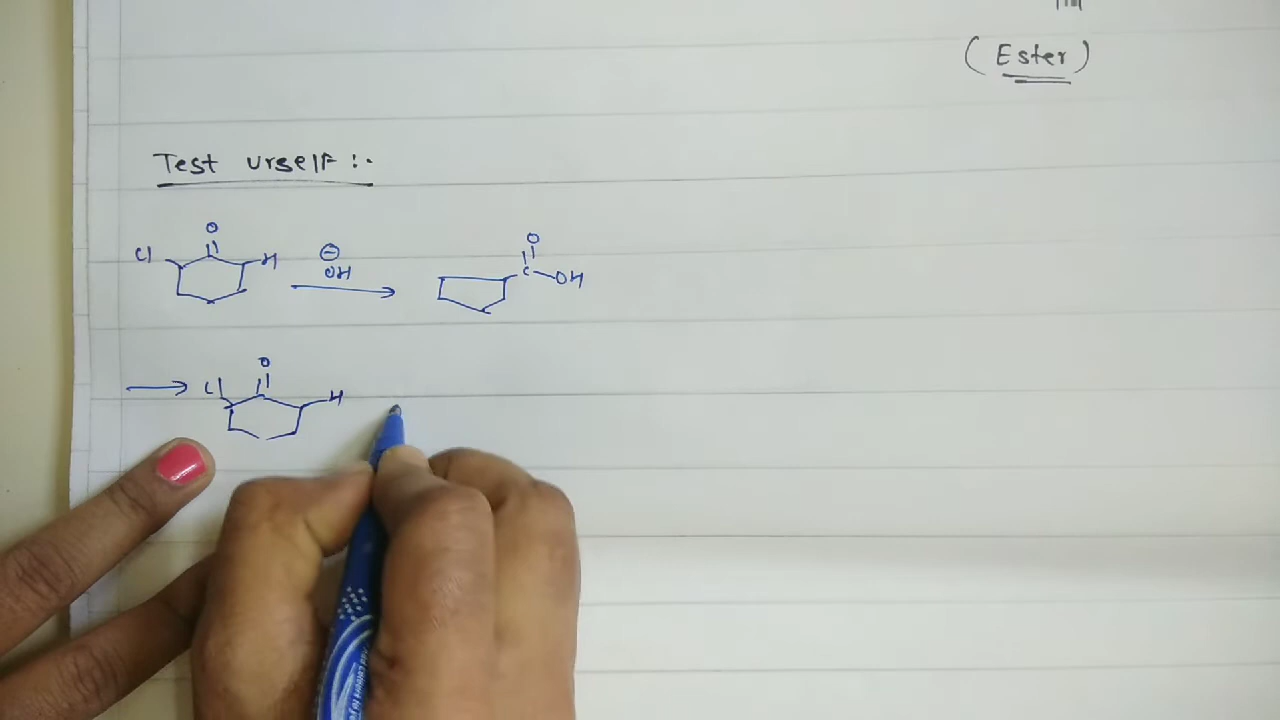 (Ester)
Test urself :-
Cl O H ⊖ OH O C OH
Cl O H